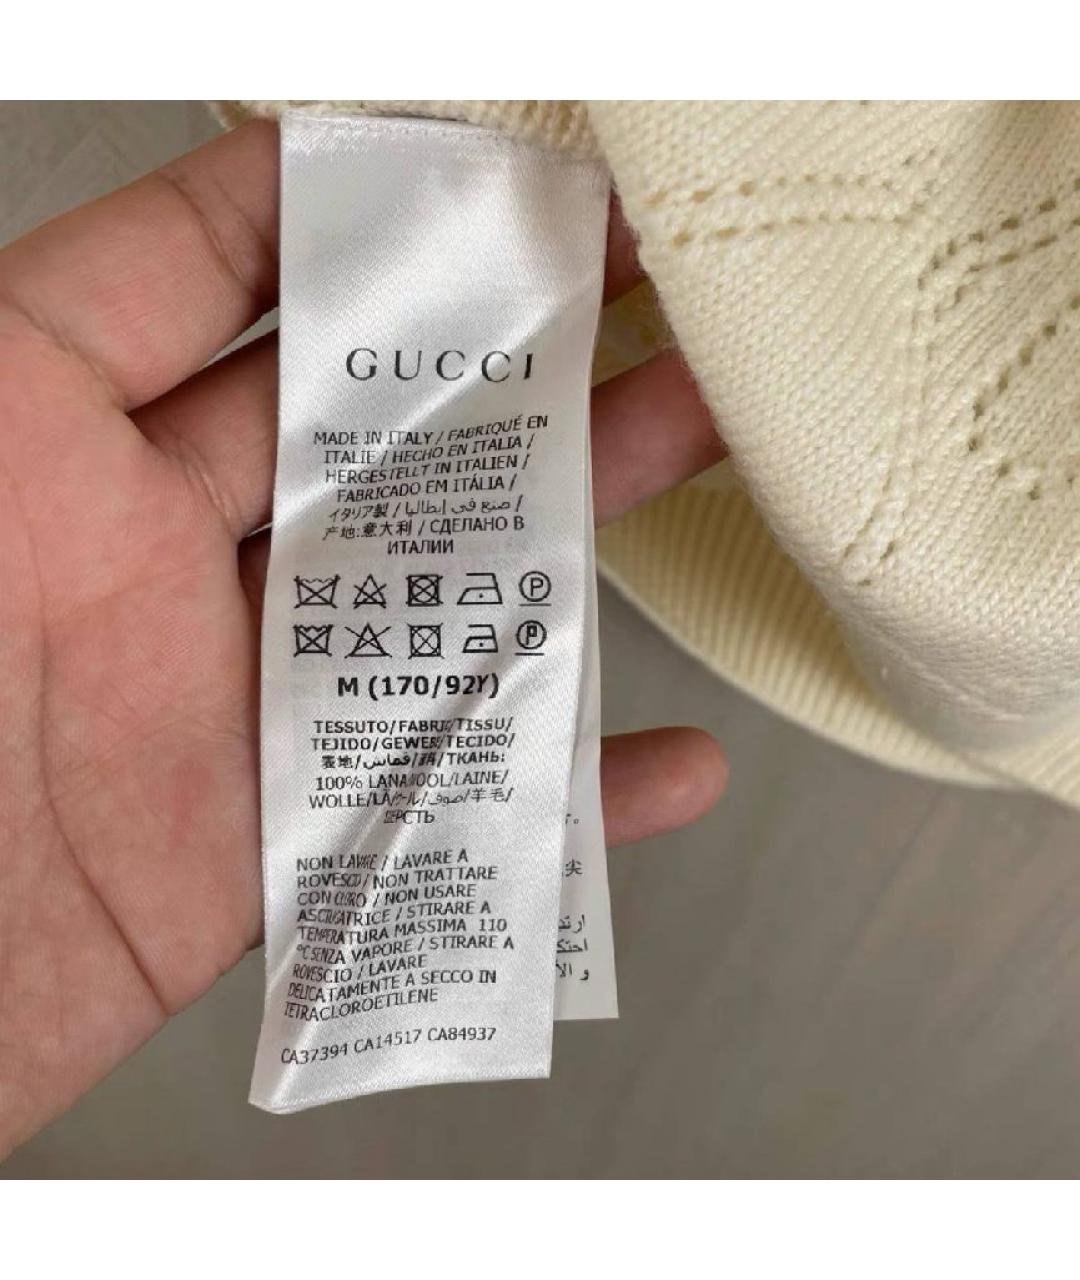 GUCCI
MADE IN ITALY / FABRIQUÉ EN
ITALIE / HECHO EN ITALIA /
HERGESTELLT IN ITALIEN /
FABRICADO EM ITÁLIA /
イタリア製 / صنع في إيطاليا /
产地:意大利 / СДЕЛАНО В
ИТАЛИИ
P
P
M (170/92Y)
TESSUTO/FABRIC/TISSU/
TEJIDO/GEWEBE/TECIDO/
表地/قماش/ТКАНЬ:
100% LANA/WOOL/LAINE/
WOLLE/LÃ/ウール/صوف/羊毛/
ШЕРСТЬ
NON LAVARE / LAVARE A
ROVESCIO / NON TRATTARE
CON CLORO / NON USARE
ASCIUGATRICE / STIRARE A
TEMPERATURA MASSIMA 110
°C SENZA VAPORE / STIRARE A
ROVESCIO / LAVARE
DELICATAMENTE A SECCO IN
TETRACLOROETILENE
CA37394 CA14517 CA84937